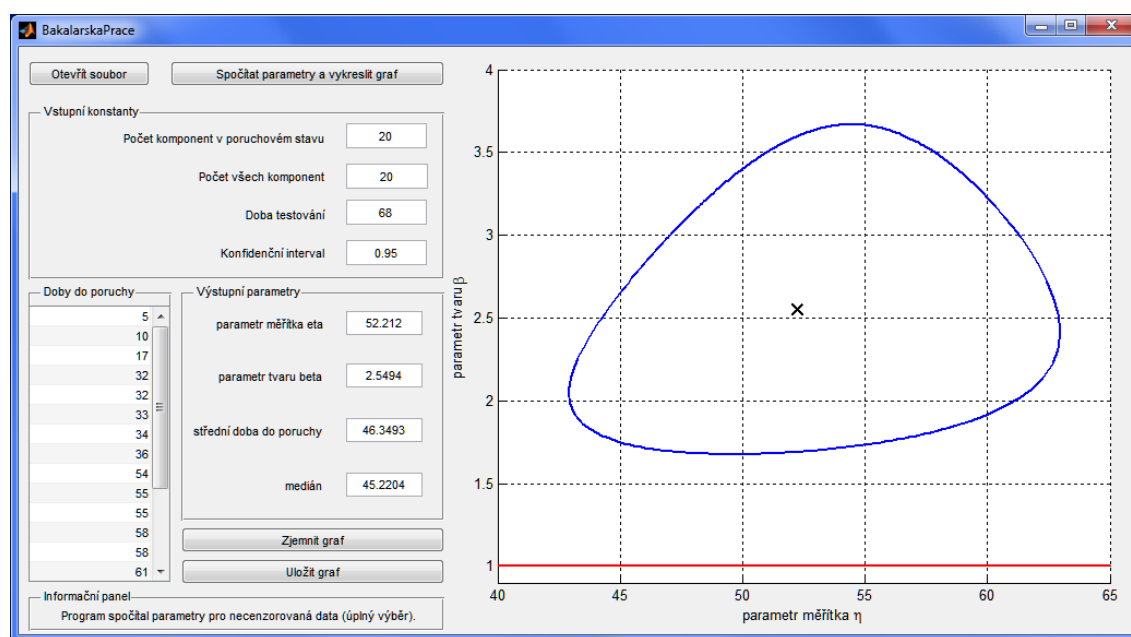 BakalarskaPrace
Otevřít soubor
Spočítat parametry a vykreslit graf
Vstupní konstanty
Počet komponent v poruchovém stavu 20
Počet všech komponent 20
Doba testování 68
Konfidenční interval 0.95
Doby do poruchy
5
10
17
32
32
33
34
36
54
55
55
58
58
61
Výstupní parametry
parametr měřítka eta 52.212
parametr tvaru beta 2.5494
střední doba do poruchy 46.3493
medián 45.2204
Zjemnit graf
Uložit graf
Informační panel
Program spočítal parametry pro necenzorovaná data (úplný výběr).
parametr tvaru β
4
3.5
3
2.5
2
1.5
1
40 45 50 55 60 65
parametr měřítka η